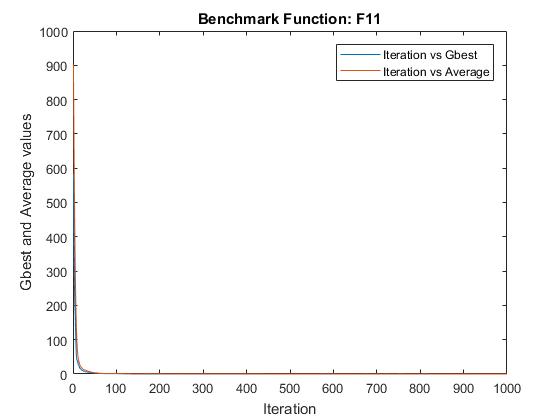 Benchmark Function: F11
1000
900
800
700
600
500
400
300
200
100
0
Gbest and Average values
Iteration vs Gbest
Iteration vs Average
0 100 200 300 400 500 600 700 800 900 1000
Iteration